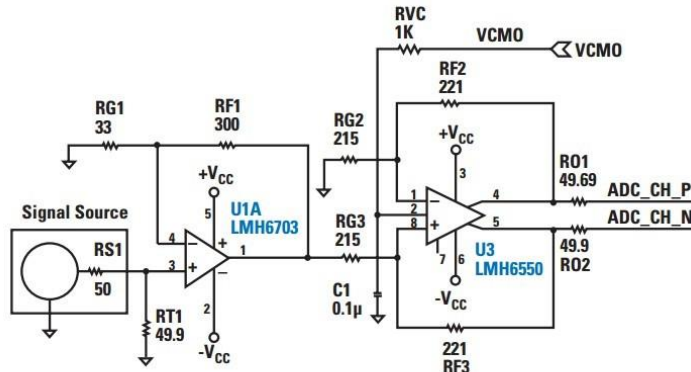 RVC
1K
VCMO
VCMO
RF2
221
RG1
33
RF1
300
RG2
215
+VCC
3
RO1
49.69
ADC_CH_P
+VCC
5
U1A
LMH6703
Signal Source
RS1
50
4
3
1
2
RG3
215
1
2
8
4
5
ADC_CH_N
49.9
RO2
U3
LMH6550
7
6
-VCC
RT1
49.9
-VCC
C1
0.1µ
221
RF3